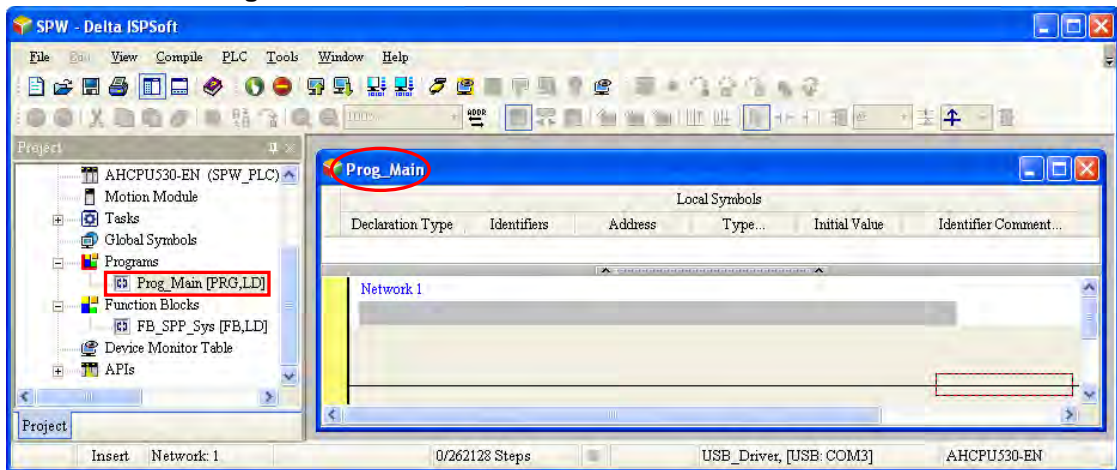 SPW - Delta ISPSoft
File Edit View Compile PLC Tools Window Help
100%
ADDR
Project
AHCPU530-EN (SPW_PLC)
Motion Module
Tasks
Global Symbols
Programs
Prog_Main [PRG,LD]
Function Blocks
FB_SPP_Sys [FB,LD]
Device Monitor Table
APIs
Project
Prog_Main
Local Symbols
Declaration Type Identifiers Address Type... Initial Value Identifier Comment...
Network 1
Insert Network: 1 0/262128 Steps USB_Driver, [USB: COM3] AHCPU530-EN